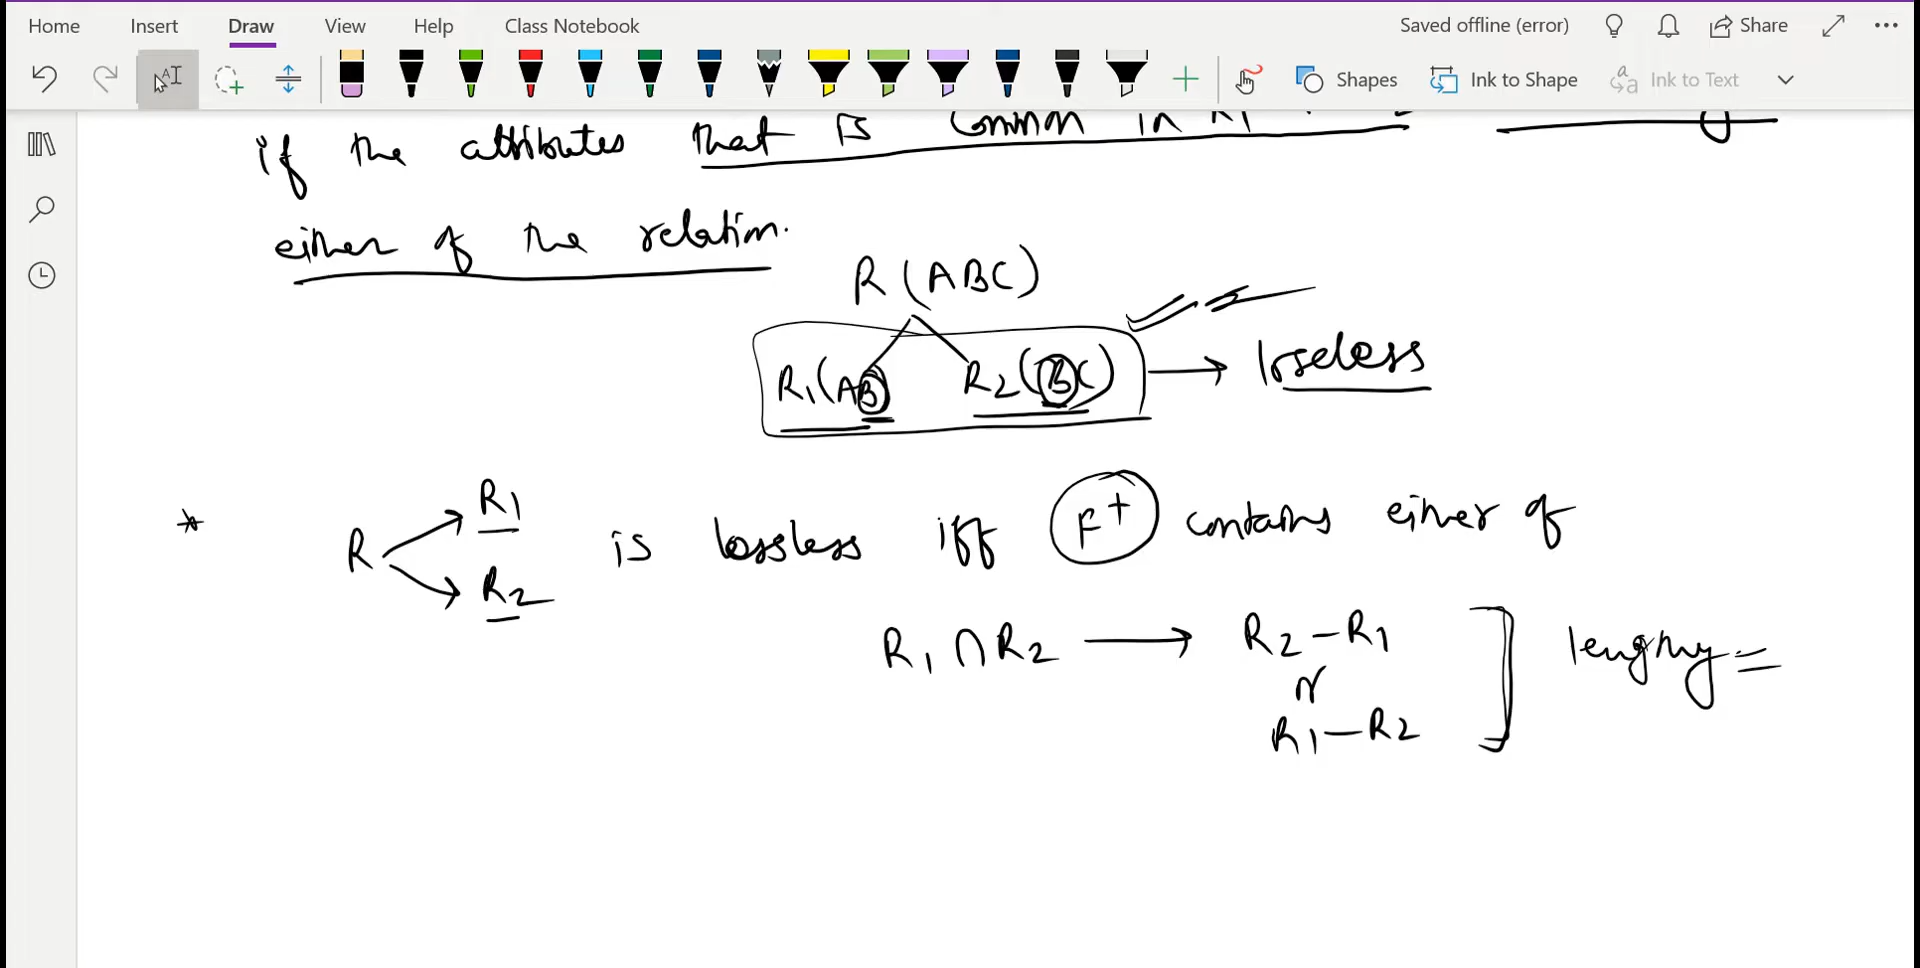 Home Insert Draw View Help Class Notebook Saved offline (error) Share
Shapes Ink to Shape Ink to Text
if the attributes that is common in R1
either of the relation.
R (ABC)
R1(AB R2(BC) → loseless
* R R1 R2 is lossless iff F+ contains either of
R1 ∩ R2 → R2 - R1
or
R1 - R2
lengthy